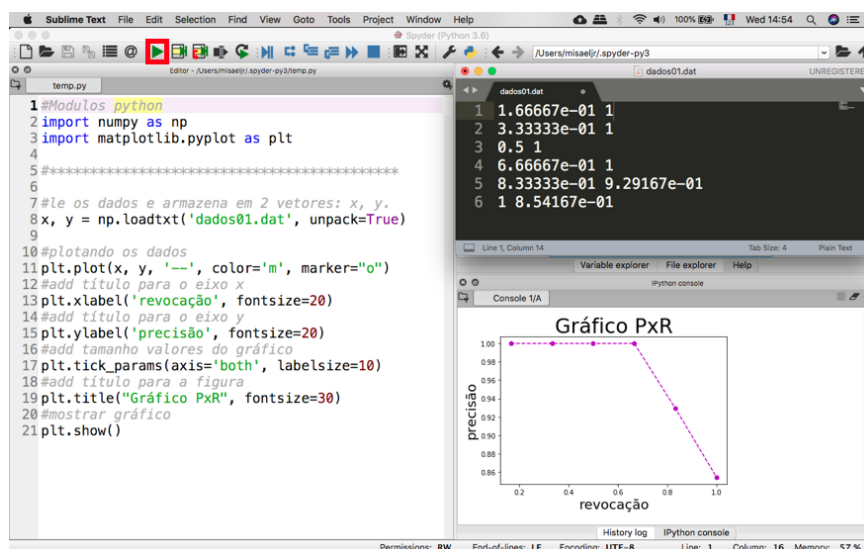 Sublime Text File Edit Selection Find View Goto Tools Project Window Help 100% Wed 14:54
Spyder (Python 3.6)
/Users/misaeljr/.spyder-py3
Editor - /Users/misaeljr/.spyder-py3/temp.py
temp.py
1 #Modulos python
2 import numpy as np
3 import matplotlib.pyplot as plt
4
5 #******************************************
6
7 #le os dados e armazena em 2 vetores: x, y.
8 x, y = np.loadtxt('dados01.dat', unpack=True)
9
10 #plotando os dados
11 plt.plot(x, y, '--', color='m', marker="o")
12 #add título para o eixo x
13 plt.xlabel('revocação', fontsize=20)
14 #add título para o eixo y
15 plt.ylabel('precisão', fontsize=20)
16 #add tamanho valores do gráfico
17 plt.tick_params(axis='both', labelsize=10)
18 #add título para a figura
19 plt.title("Gráfico PxR", fontsize=30)
20 #mostrar gráfico
21 plt.show()
dados01.dat UNREGISTERE
dados01.dat
1 1.66667e-01 1
2 3.33333e-01 1
3 0.5 1
4 6.66667e-01 1
5 8.33333e-01 9.29167e-01
6 1 8.54167e-01
Line 1, Column 14 Tab Size: 4 Plain Text
Variable explorer File explorer Help
IPython console
Console 1/A
Gráfico PxR
1.00
0.98
0.96
0.94
0.92
0.90
0.88
0.86
precisão
0.2 0.4 0.6 0.8 1.0
revocação
History log IPython console
Permissions: RW End-of-lines: LF Encoding: UTF-8 Line: 1 Column: 16 Memory: 57 %